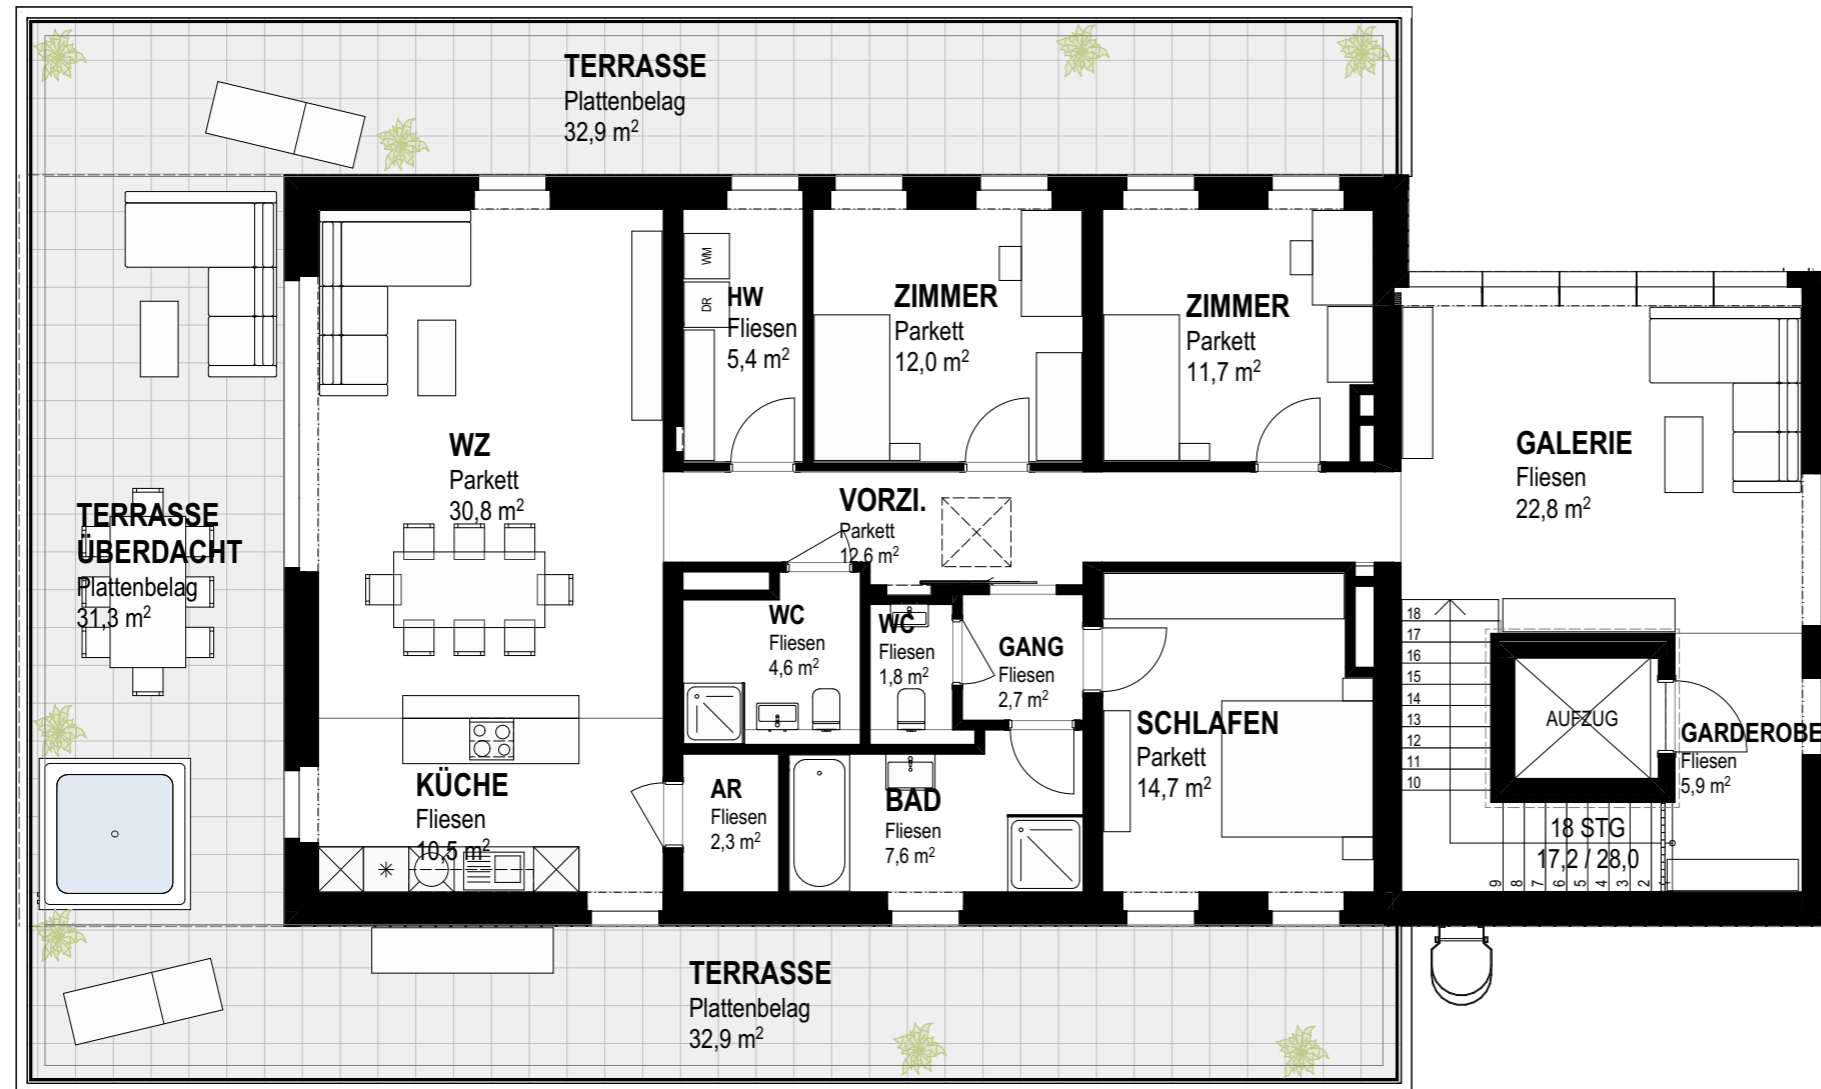 TERRASSE
Plattenbelag
32,9 m²
WM
DR
HW
Fliesen
5,4 m²
ZIMMER
Parkett
12,0 m²
ZIMMER
Parkett
11,7 m²
WZ
Parkett
30,8 m²
GALERIE
Fliesen
22,8 m²
TERRASSE
ÜBERDACHT
Plattenbelag
31,3 m²
VORZI.
Parkett
12,6 m²
WC
Fliesen
4,6 m²
WC
Fliesen
1,8 m²
GANG
Fliesen
2,7 m²
SCHLAFEN
Parkett
14,7 m²
18
17
16
15
14
13
12
11
10
AUFZUG
GARDEROBE
Fliesen
5,9 m²
KÜCHE
Fliesen
10,5 m²
AR
Fliesen
2,3 m²
BAD
Fliesen
7,6 m²
18 STG
17,2 / 28,0
9 8 7 6 5 4 3 2 1
TERRASSE
Plattenbelag
32,9 m²